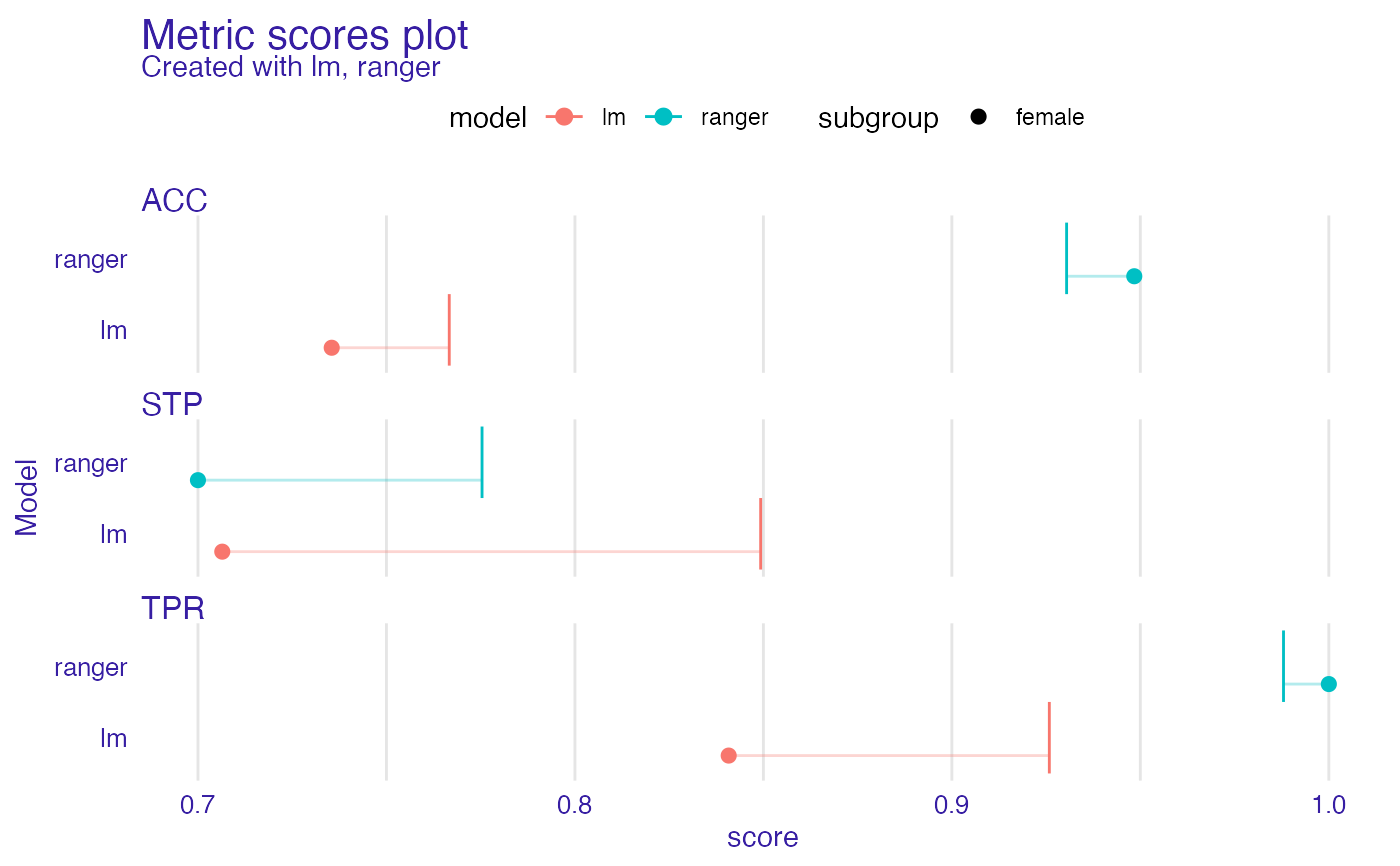 Metric scores plot
Created with lm, ranger
model lm ranger subgroup female
ACC
ranger
lm
STP
ranger
lm
TPR
ranger
lm
Model
0.7 0.8 0.9 1.0
score